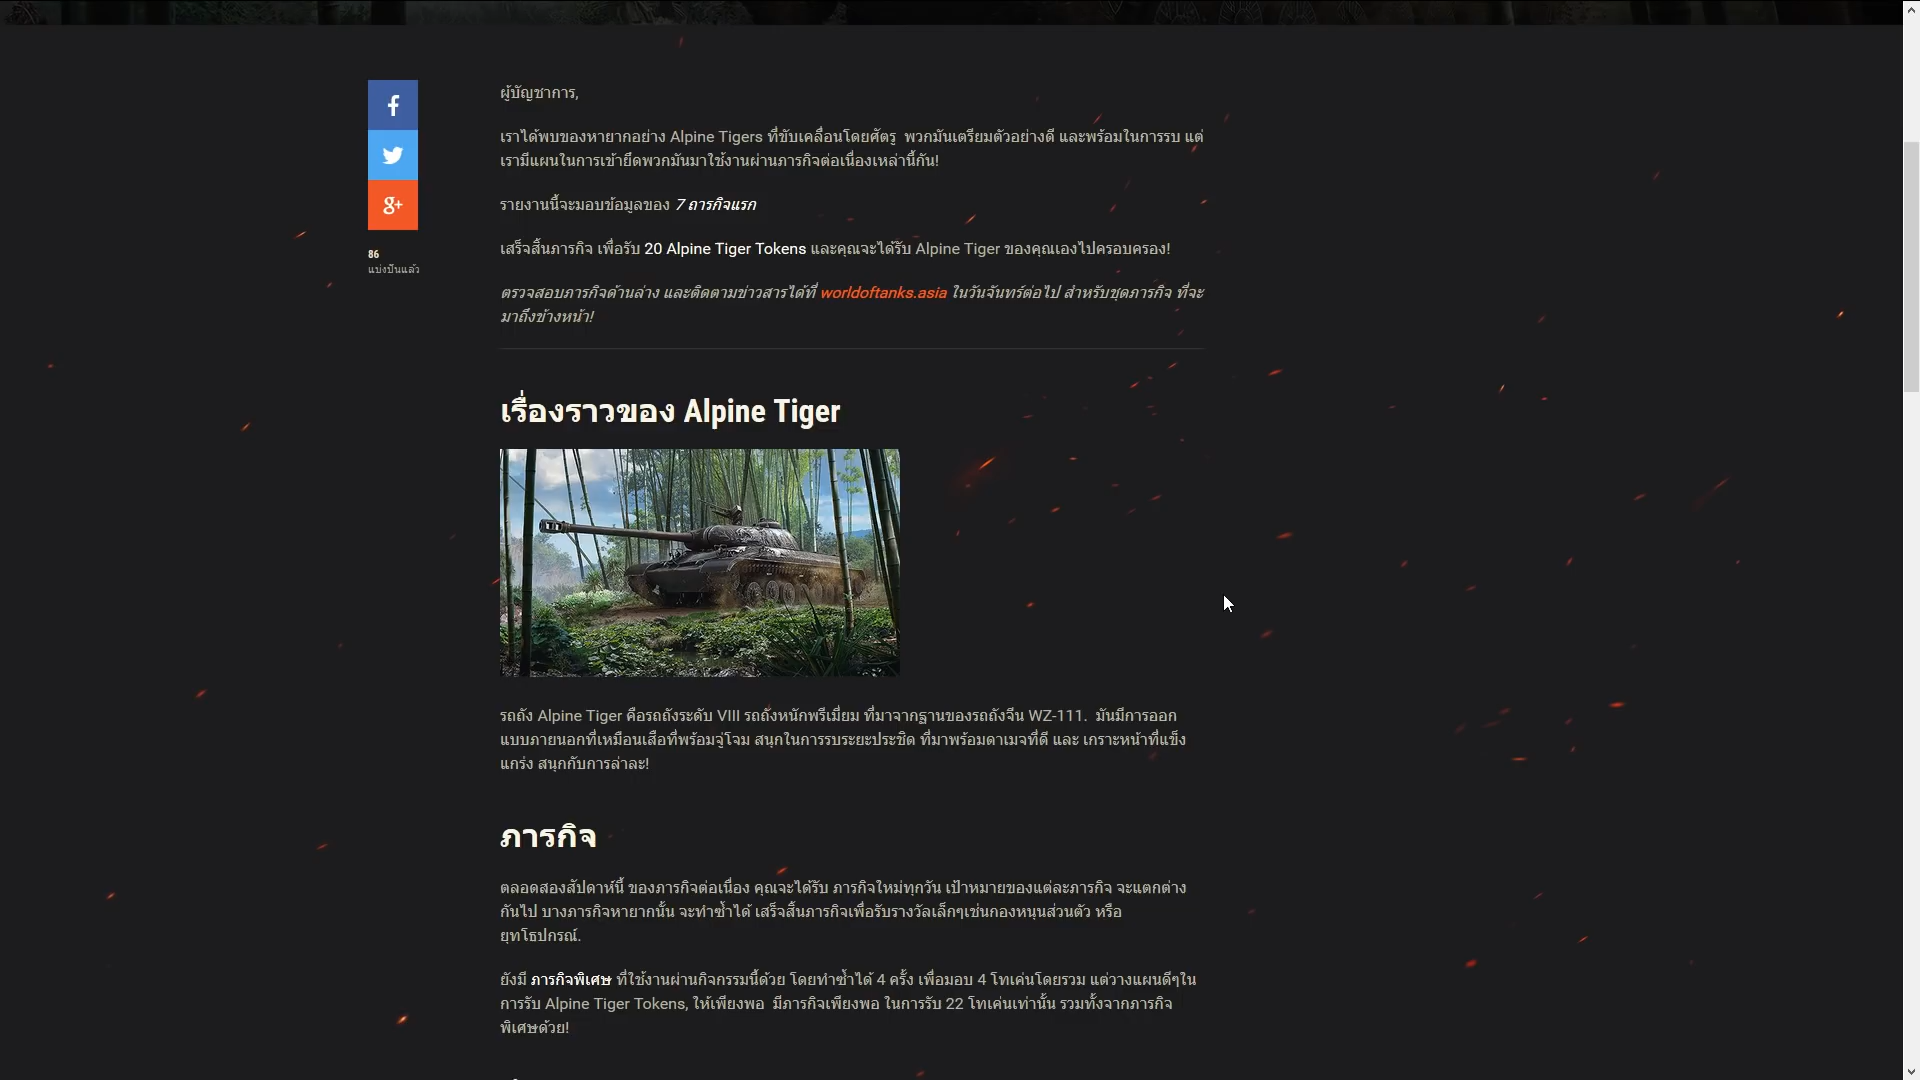 ผู้บัญชาการ,
เราได้พบของหายากอย่าง Alpine Tigers ที่ขับเคลื่อนโดยศัตรู พวกมันเตรียมตัวอย่างดี และพร้อมในการรบ แต่
เรามีแผนในการเข้ายึดพวกมันมาใช้งานผ่านภารกิจต่อเนื่องเหล่านี้กัน!
รายงานนี้จะมอบข้อมูลของ 7 ถารกิจแรก
เสร็จสิ้นภารกิจ เพื่อรับ 20 Alpine Tiger Tokens และคุณจะได้รับ Alpine Tiger ของคุณเองไปครอบครอง!
ตรวจสอบภารกิจด้านล่าง และติดตามข่าวสารได้ที่ worldoftanks.asia ในวันจันทร์ต่อไป สำหรับชุดภารกิจ ที่จะ
มาถึงข้างหน้า!
f
g+
86
แบ่งปันแล้ว
เรื่องราวของ Alpine Tiger
รถถัง Alpine Tiger คือรถถังระดับ VIII รถถังหนักพรีเมี่ยม ที่มาจากฐานของรถถังจีน WZ-111. มันมีการออก
แบบภายนอกที่เหมือนเสือที่พร้อมจู่โจม สนุกในการรบระยะประชิด ที่มาพร้อมดาเมจที่ดี และ เกราะหน้าที่แข็ง
แกร่ง สนุกกับการล่าละ!
ภารกิจ
ตลอดสองสัปดาห์นี้ ของภารกิจต่อเนื่อง คุณจะได้รับ ภารกิจใหม่ทุกวัน เป้าหมายของแต่ละภารกิจ จะแตกต่าง
กันไป บางภารกิจหายากนั้น จะทำซ้ำได้ เสร็จสิ้นภารกิจเพื่อรับรางวัลเล็กๆเช่นกองหนุนส่วนตัว หรือ
ยุทโธปกรณ์.
ยังมี ภารกิจพิเศษ ที่ใช้งานผ่านกิจกรรมนี้ด้วย โดยทำซ้ำได้ 4 ครั้ง เพื่อมอบ 4 โทเค่นโดยรวม แต่วางแผนดีๆใน
การรับ Alpine Tiger Tokens, ให้เพียงพอ มีภารกิจเพียงพอ ในการรับ 22 โทเค่นเท่านั้น รวมทั้งจากภารกิจ
พิเศษด้วย!